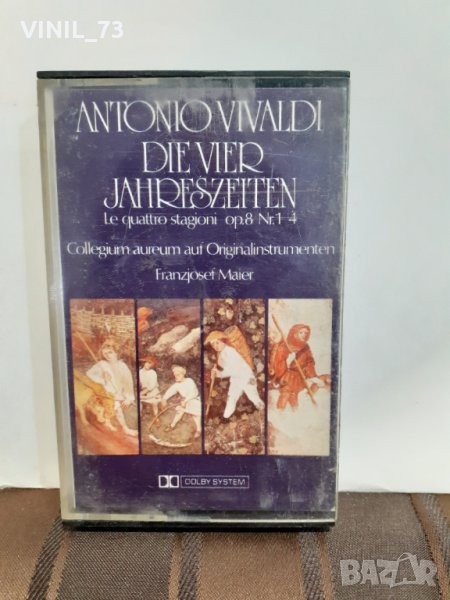 VINIL_73
ANTONIO VIVALDI
DIE VIER
JAHRESZEITEN
Le quattro stagioni op.8 Nr.1-4
Collegium aureum auf Originalinstrumenten
Franzjosef Maier
DOLBY SYSTEM
BAZAR